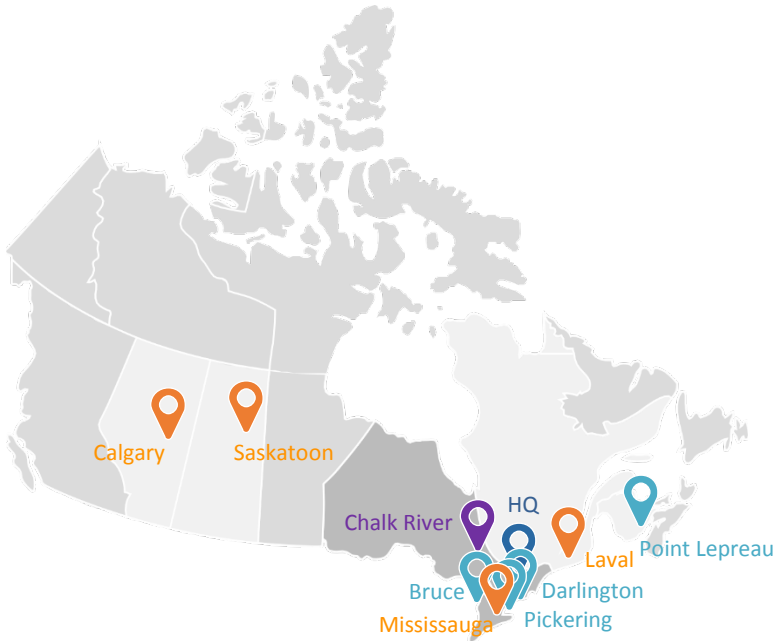 Calgary
Saskatoon
HQ
Chalk River
Laval
Point Lepreau
Bruce
Darlington
Mississauga
Pickering